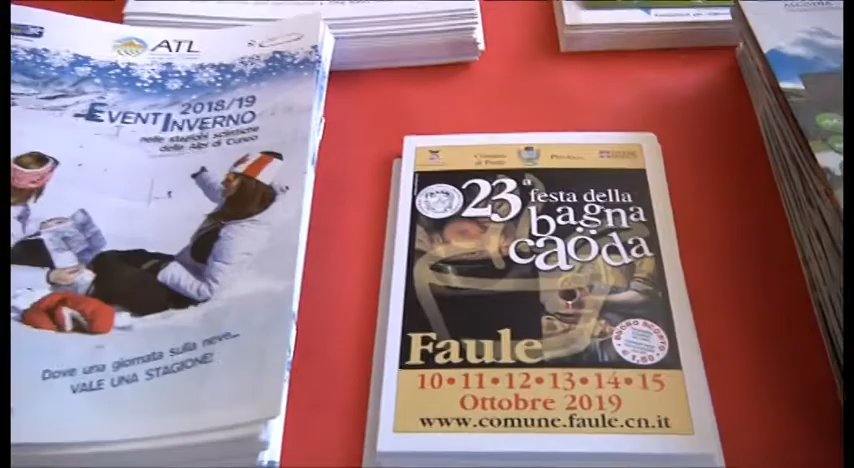 ATL
2018/19
EVENTINVERNO
nelle stazioni sciistiche
delle Alpi di Cuneo
Dove una giornata sulla neve...
VALE UNA STAGIONE!
23ª festa della
bagna
caöda
Faule
BUONO SCONTO
10 • 11 • 12 • 13 • 14 • 15
Ottobre 2019
www.comune.faule.cn.it